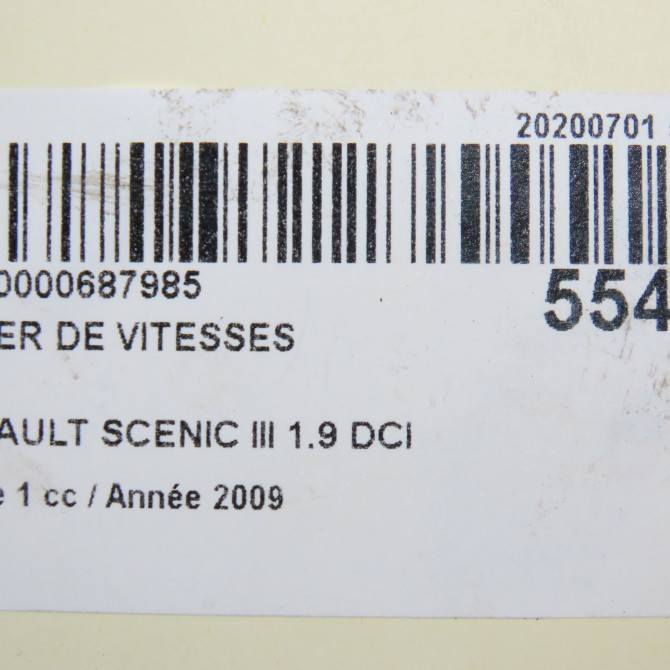 20200701
0000687985
554
ER DE VITESSES
AULT SCENIC III 1.9 DCI
e 1 cc / Année 2009